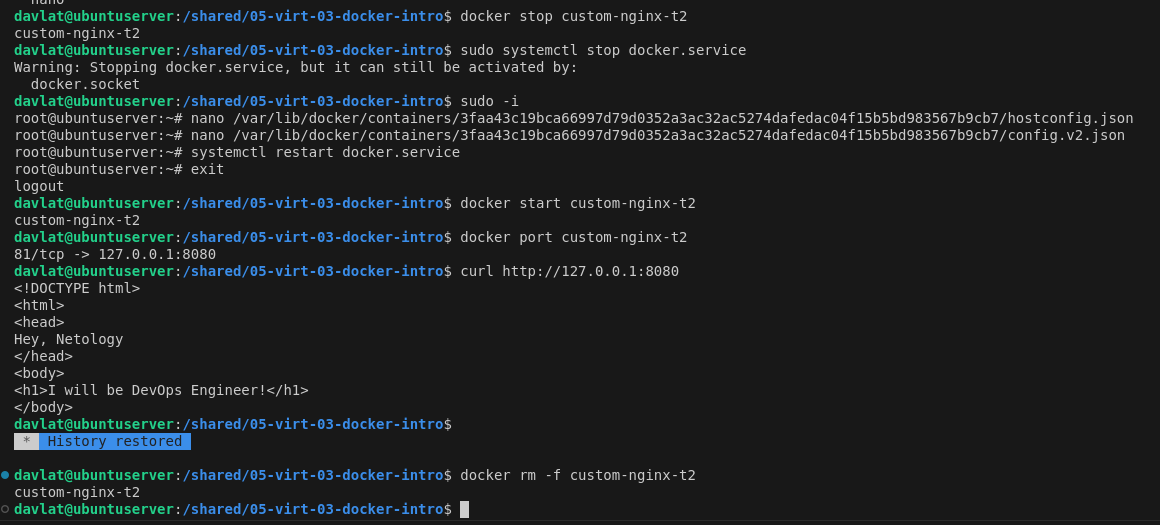 nano
davlat@ubuntuserver:/shared/05-virt-03-docker-intro$ docker stop custom-nginx-t2
custom-nginx-t2
davlat@ubuntuserver:/shared/05-virt-03-docker-intro$ sudo systemctl stop docker.service
Warning: Stopping docker.service, but it can still be activated by:
  docker.socket
davlat@ubuntuserver:/shared/05-virt-03-docker-intro$ sudo -i
root@ubuntuserver:~# nano /var/lib/docker/containers/3faa43c19bca66997d79d0352a3ac32ac5274dafedac04f15b5bd983567b9cb7/hostconfig.json
root@ubuntuserver:~# nano /var/lib/docker/containers/3faa43c19bca66997d79d0352a3ac32ac5274dafedac04f15b5bd983567b9cb7/config.v2.json
root@ubuntuserver:~# systemctl restart docker.service
root@ubuntuserver:~# exit
logout
davlat@ubuntuserver:/shared/05-virt-03-docker-intro$ docker start custom-nginx-t2
custom-nginx-t2
davlat@ubuntuserver:/shared/05-virt-03-docker-intro$ docker port custom-nginx-t2
81/tcp -> 127.0.0.1:8080
davlat@ubuntuserver:/shared/05-virt-03-docker-intro$ curl http://127.0.0.1:8080
<!DOCTYPE html>
<html>
<head>
Hey, Netology
</head>
<body>
<h1>I will be DevOps Engineer!</h1>
</body>
davlat@ubuntuserver:/shared/05-virt-03-docker-intro$
* History restored
davlat@ubuntuserver:/shared/05-virt-03-docker-intro$ docker rm -f custom-nginx-t2
custom-nginx-t2
davlat@ubuntuserver:/shared/05-virt-03-docker-intro$